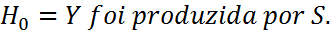 H₀ = Y foi produzida por S.